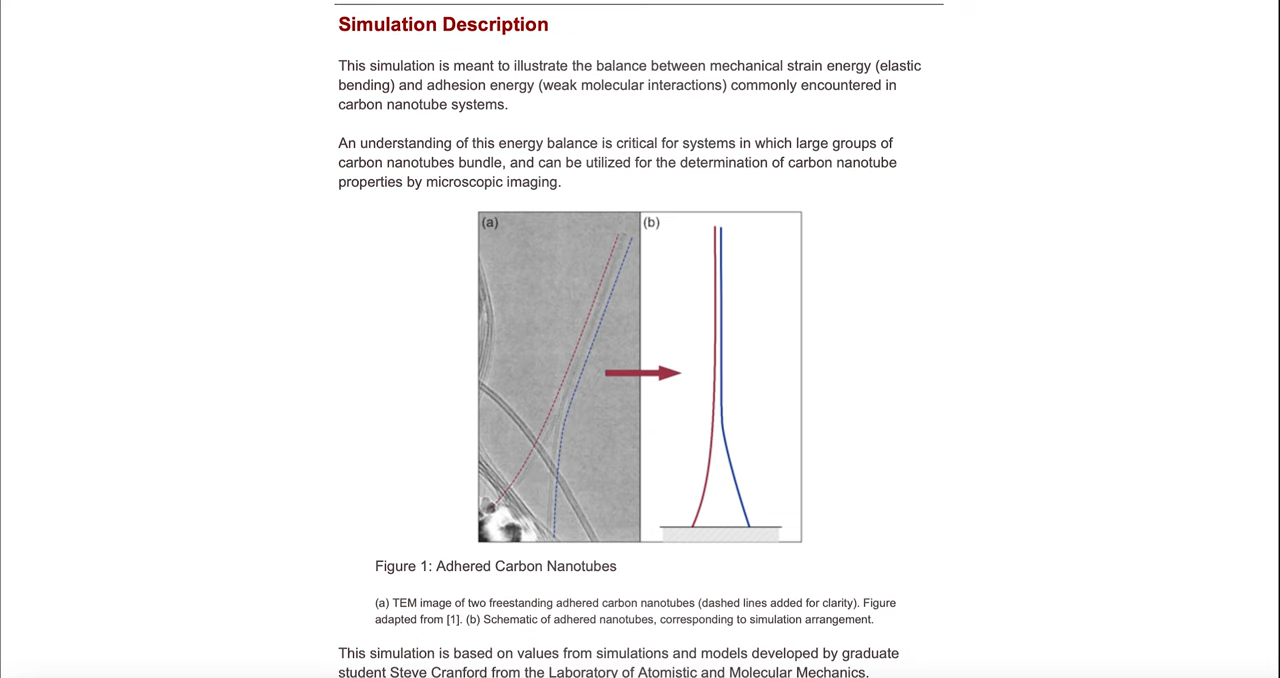 Simulation Description
This simulation is meant to illustrate the balance between mechanical strain energy (elastic
bending) and adhesion energy (weak molecular interactions) commonly encountered in
carbon nanotube systems.
An understanding of this energy balance is critical for systems in which large groups of
carbon nanotubes bundle, and can be utilized for the determination of carbon nanotube
properties by microscopic imaging.
(a)
(b)
Figure 1: Adhered Carbon Nanotubes
(a) TEM image of two freestanding adhered carbon nanotubes (dashed lines added for clarity). Figure
adapted from [1]. (b) Schematic of adhered nanotubes, corresponding to simulation arrangement.
This simulation is based on values from simulations and models developed by graduate
student Steve Cranford from the Laboratory of Atomistic and Molecular Mechanics.